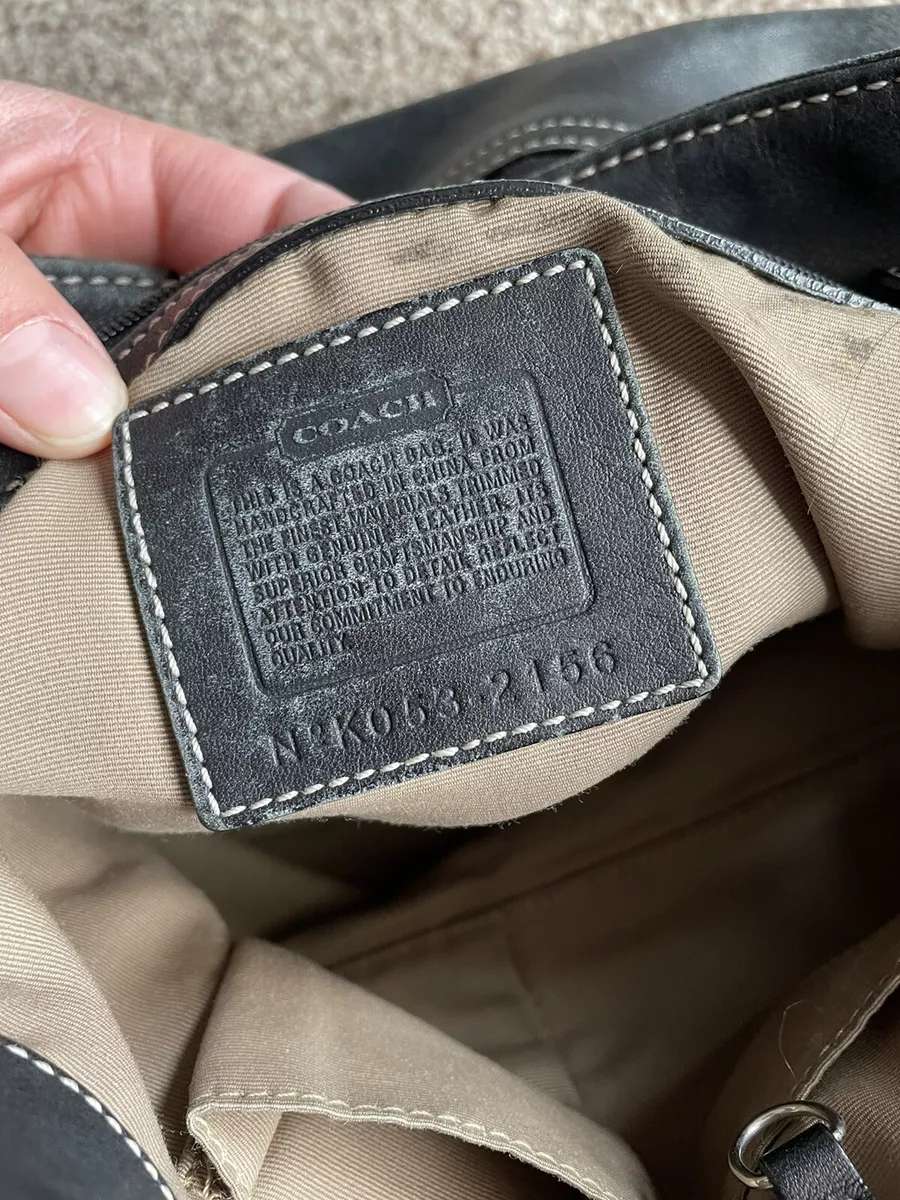 COACH
THIS IS A COACH BAG. IT WAS
HANDCRAFTED IN CHINA FROM
THE FINEST MATERIALS TRIMMED
WITH GENUINE LEATHER. ITS
SUPERIOR CRAFTSMANSHIP AND
ATTENTION TO DETAIL REFLECT
OUR COMMITMENT TO ENDURING
QUALITY.
Nº K053-2156